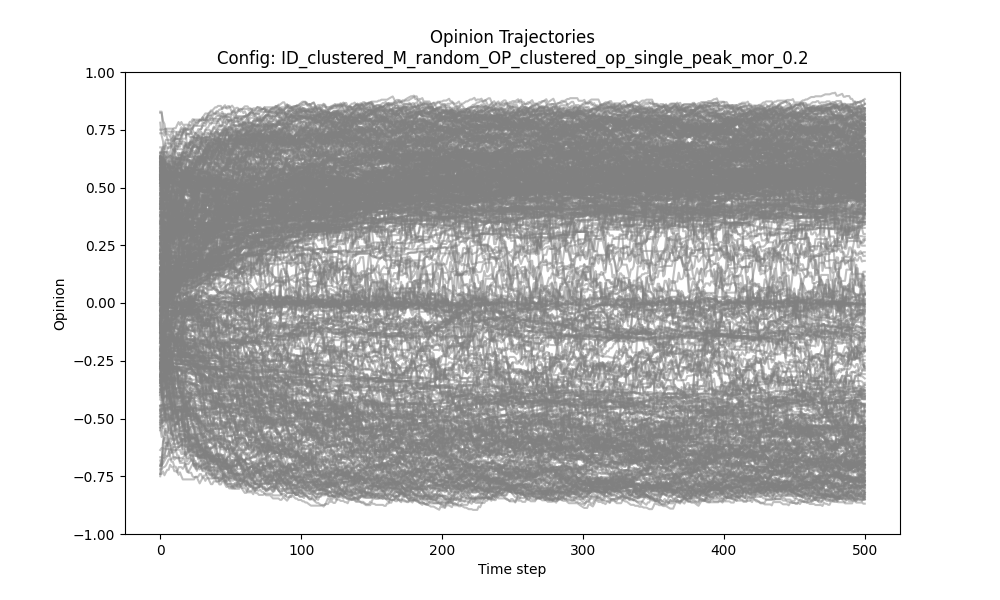 Opinion Trajectories
Config: ID_clustered_M_random_OP_clustered_op_single_peak_mor_0.2
1.00
0.75
0.50
0.25
0.00
−0.25
−0.50
−0.75
−1.00
Opinion
0 100 200 300 400 500
Time step